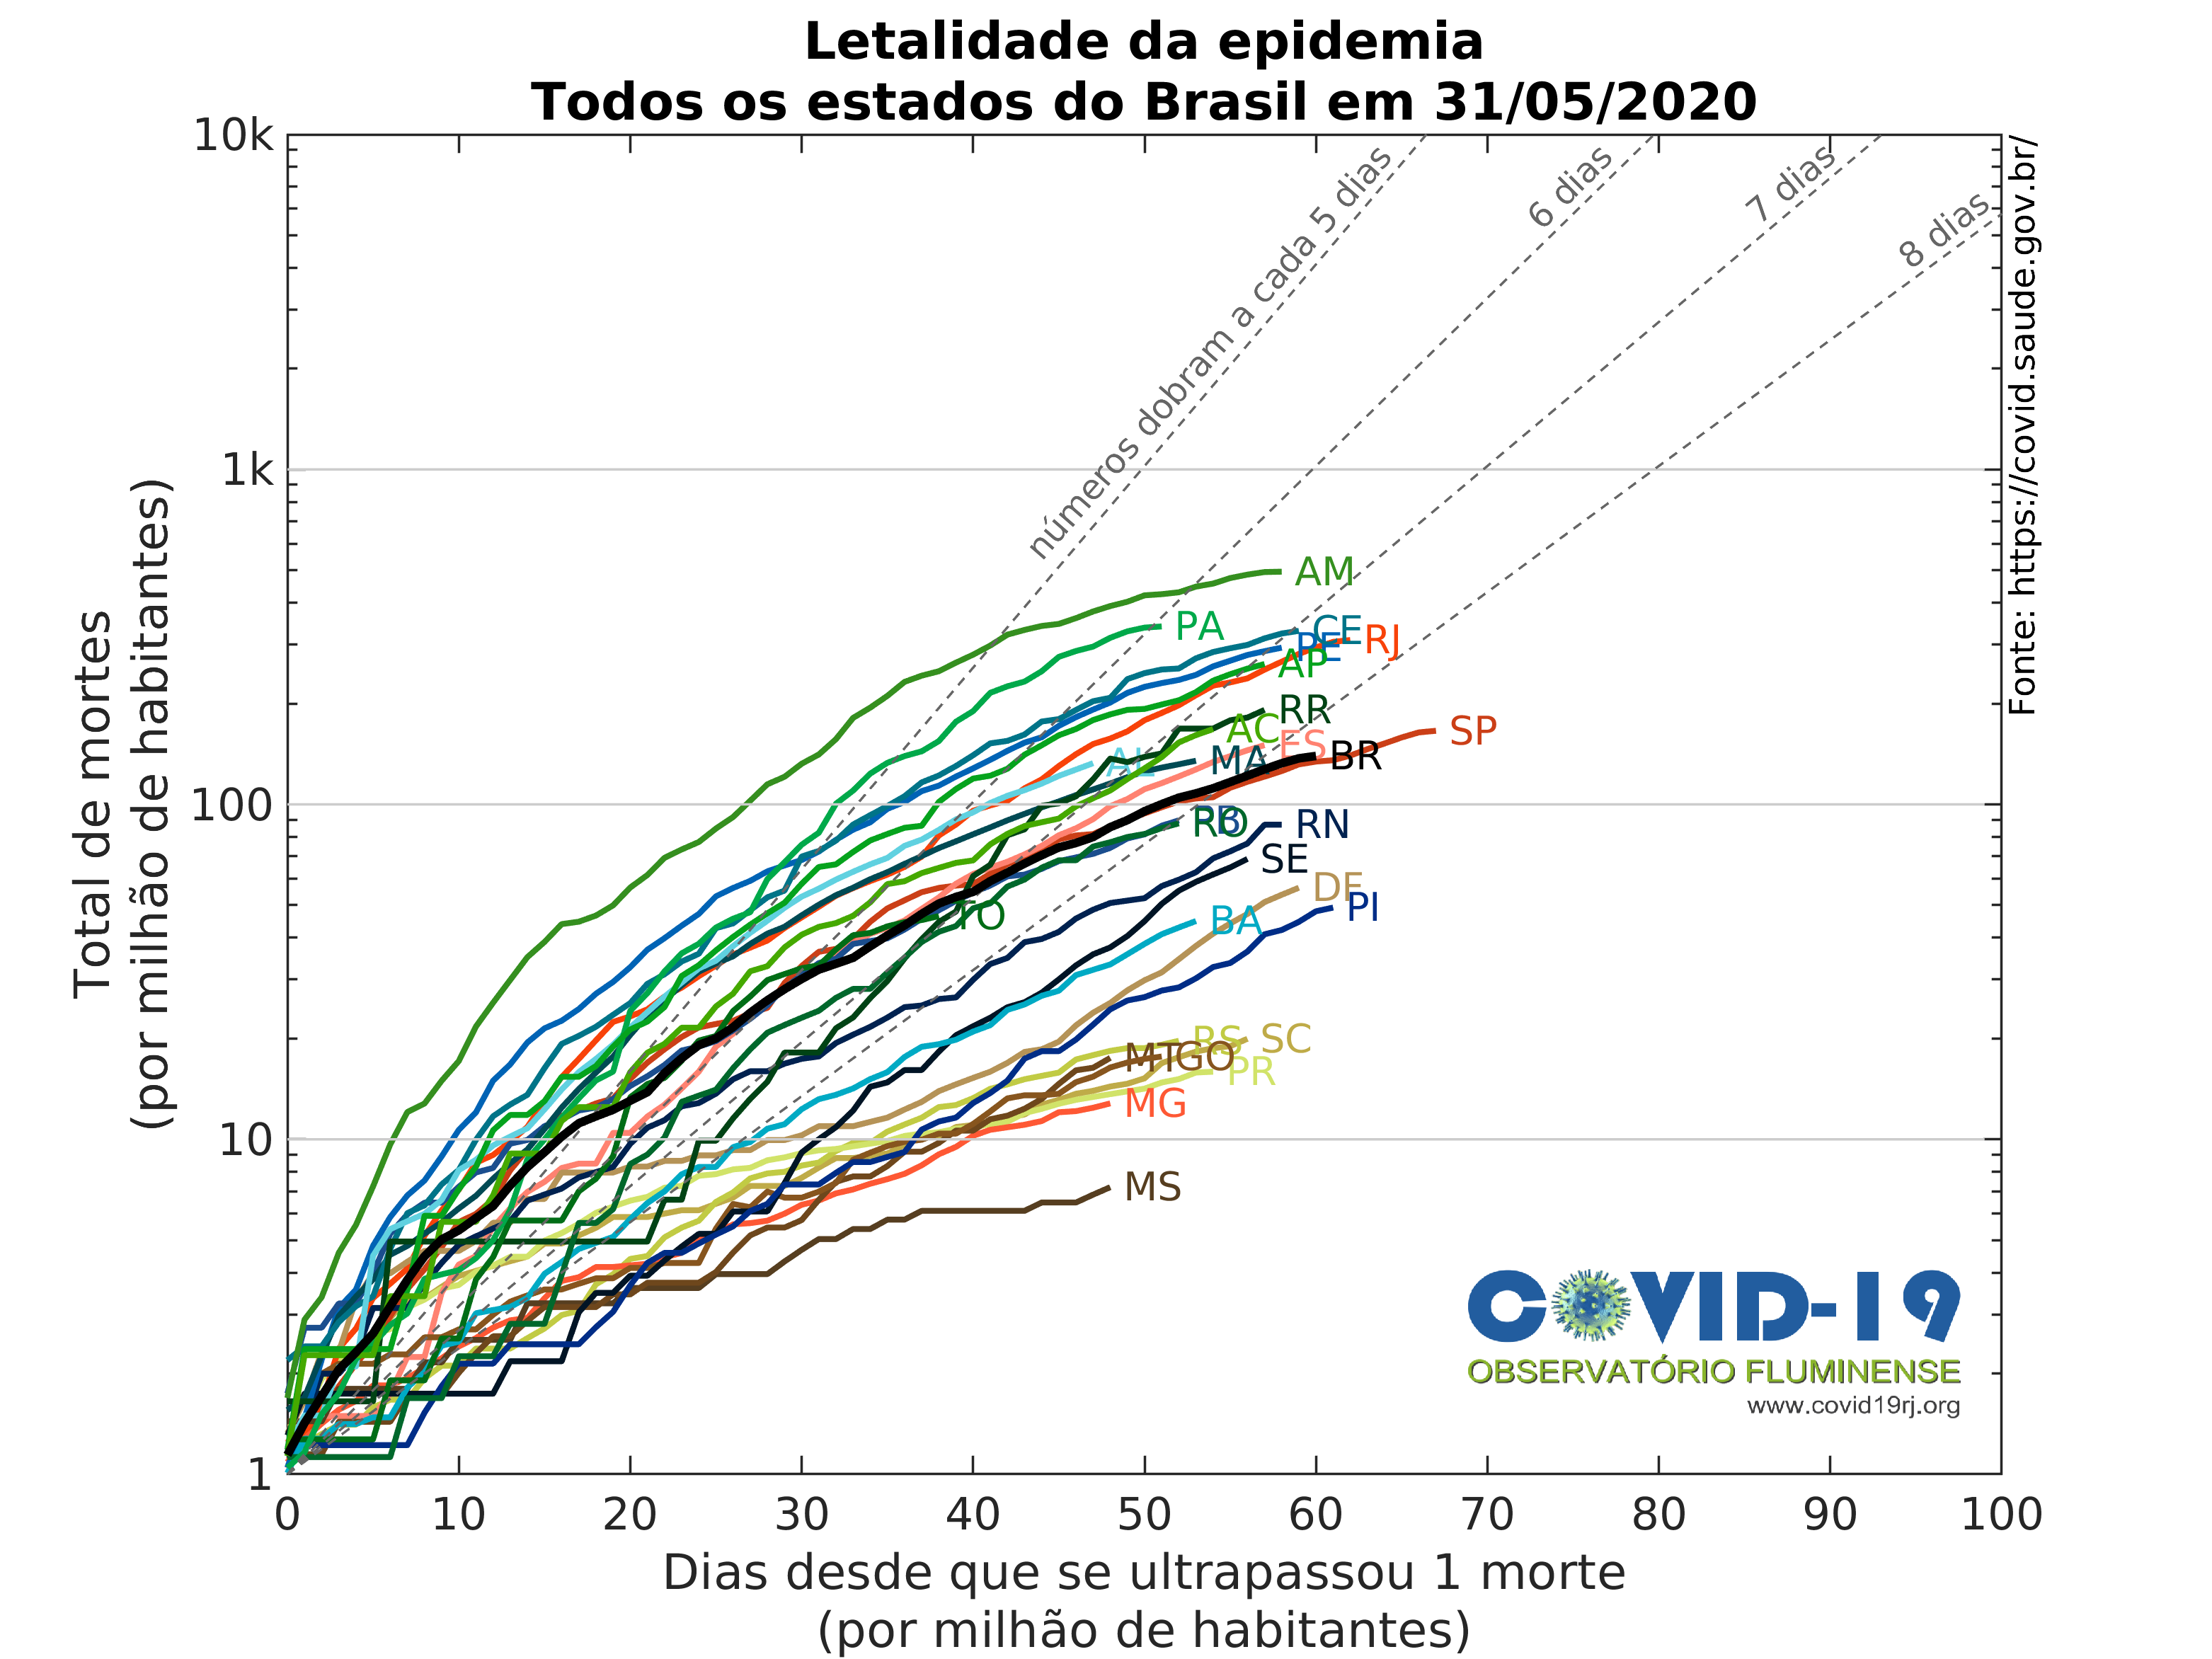 Letalidade da epidemia
Todos os estados do Brasil em 31/05/2020
Total de mortes
(por milhão de habitantes)
10k
1k
100
10
1
números dobram a cada 5 dias
6 dias
7 dias
8 dias
Fonte: https://covid.saude.gov.br/
AM
PA
CE
PE
RJ
AP
RR
AC
SP
ES
BR
AL
MA
PB
RO
RN
SE
DF
PI
TO
BA
RS
SC
MT
GO
PR
MG
MS
COVID-19
OBSERVATÓRIO FLUMINENSE
www.covid19rj.org
0 10 20 30 40 50 60 70 80 90 100
Dias desde que se ultrapassou 1 morte
(por milhão de habitantes)